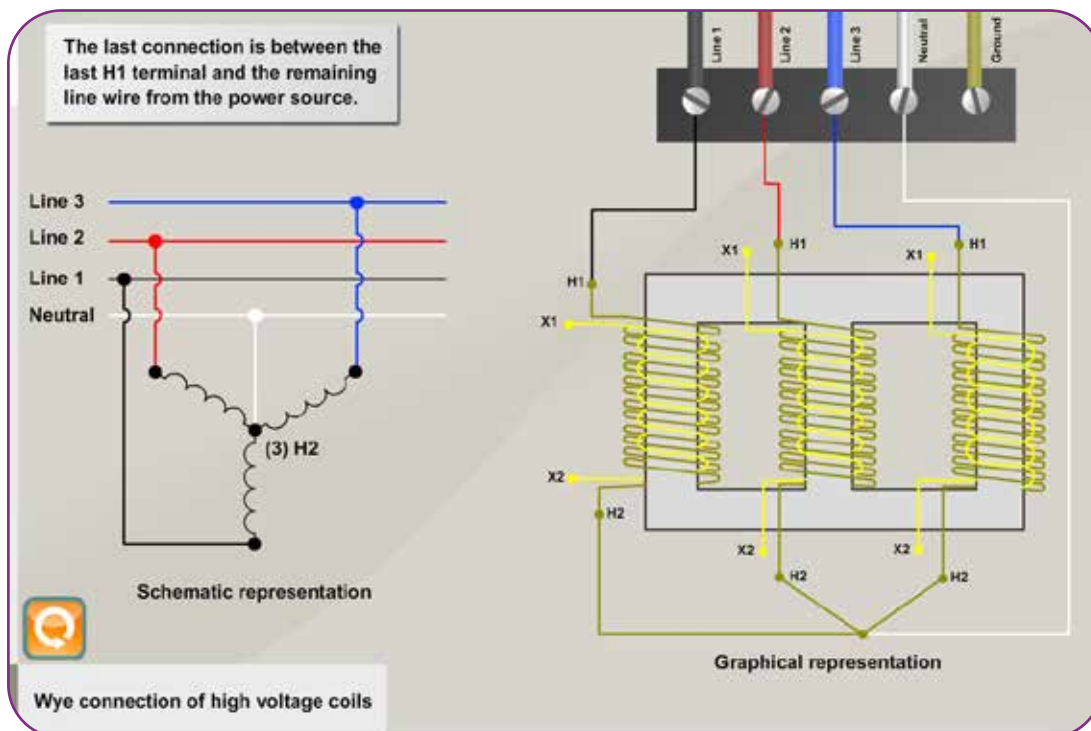 The last connection is between the
last H1 terminal and the remaining
line wire from the power source.
Line 1
Line 2
Line 3
Neutral
Ground
Line 3
Line 2
Line 1
Neutral
(3) H2
Schematic representation
H1
X1
X1
H1
X1
H1
X2
H2
X2
H2
X2
H2
Graphical representation
Wye connection of high voltage coils